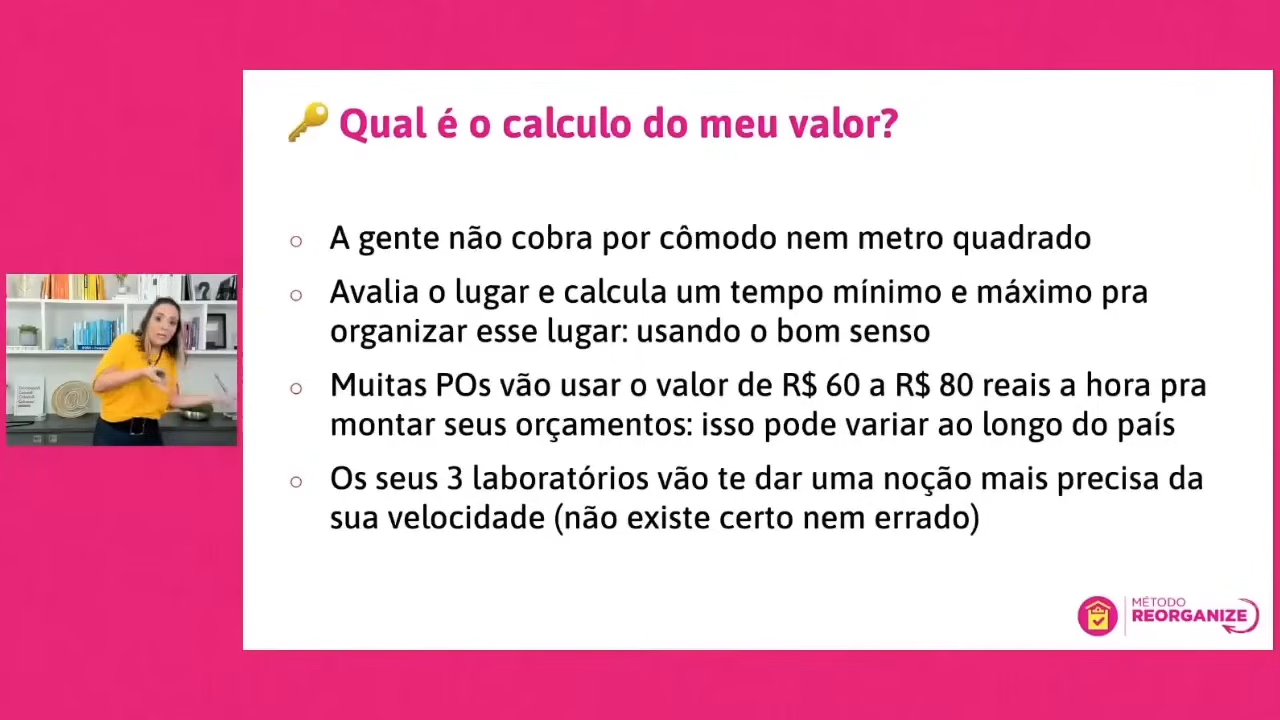 Qual é o calculo do meu valor?
A gente não cobra por cômodo nem metro quadrado
Avalia o lugar e calcula um tempo mínimo e máximo pra
organizar esse lugar: usando o bom senso
Muitas POs vão usar o valor de R$ 60 a R$ 80 reais a hora pra
montar seus orçamentos: isso pode variar ao longo do país
Os seus 3 laboratórios vão te dar uma noção mais precisa da
sua velocidade (não existe certo nem errado)
MÉTODO
REORGANIZE